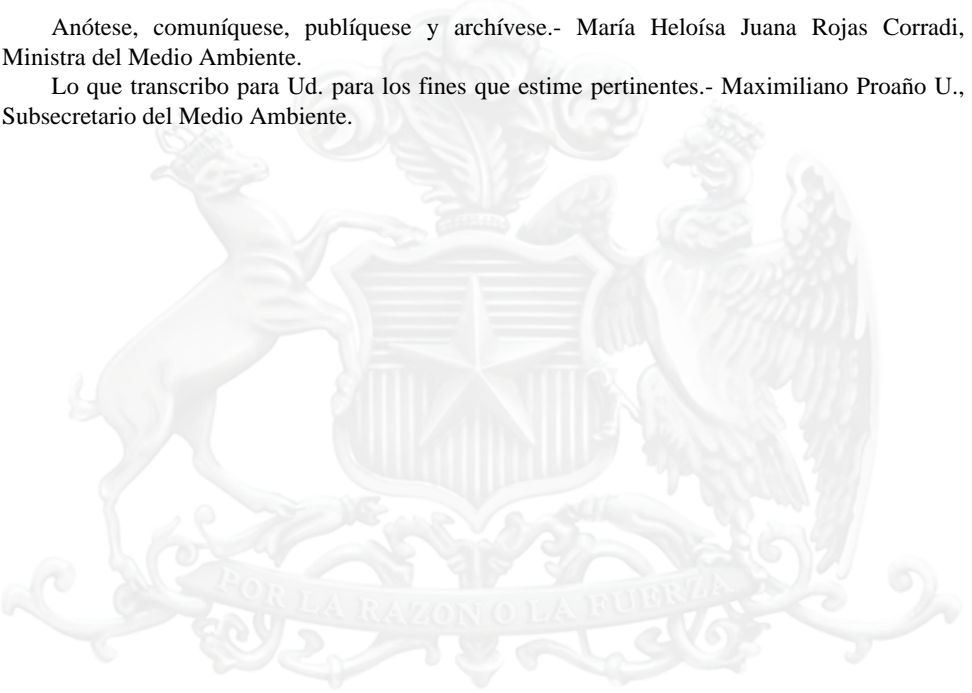 Anótese, comuníquese, publíquese y archívese.- María Heloísa Juana Rojas Corradi,
Ministra del Medio Ambiente.
Lo que transcribo para Ud. para los fines que estime pertinentes.- Maximiliano Proaño U.,
Subsecretario del Medio Ambiente.
POR LA RAZON O LA FUERZA